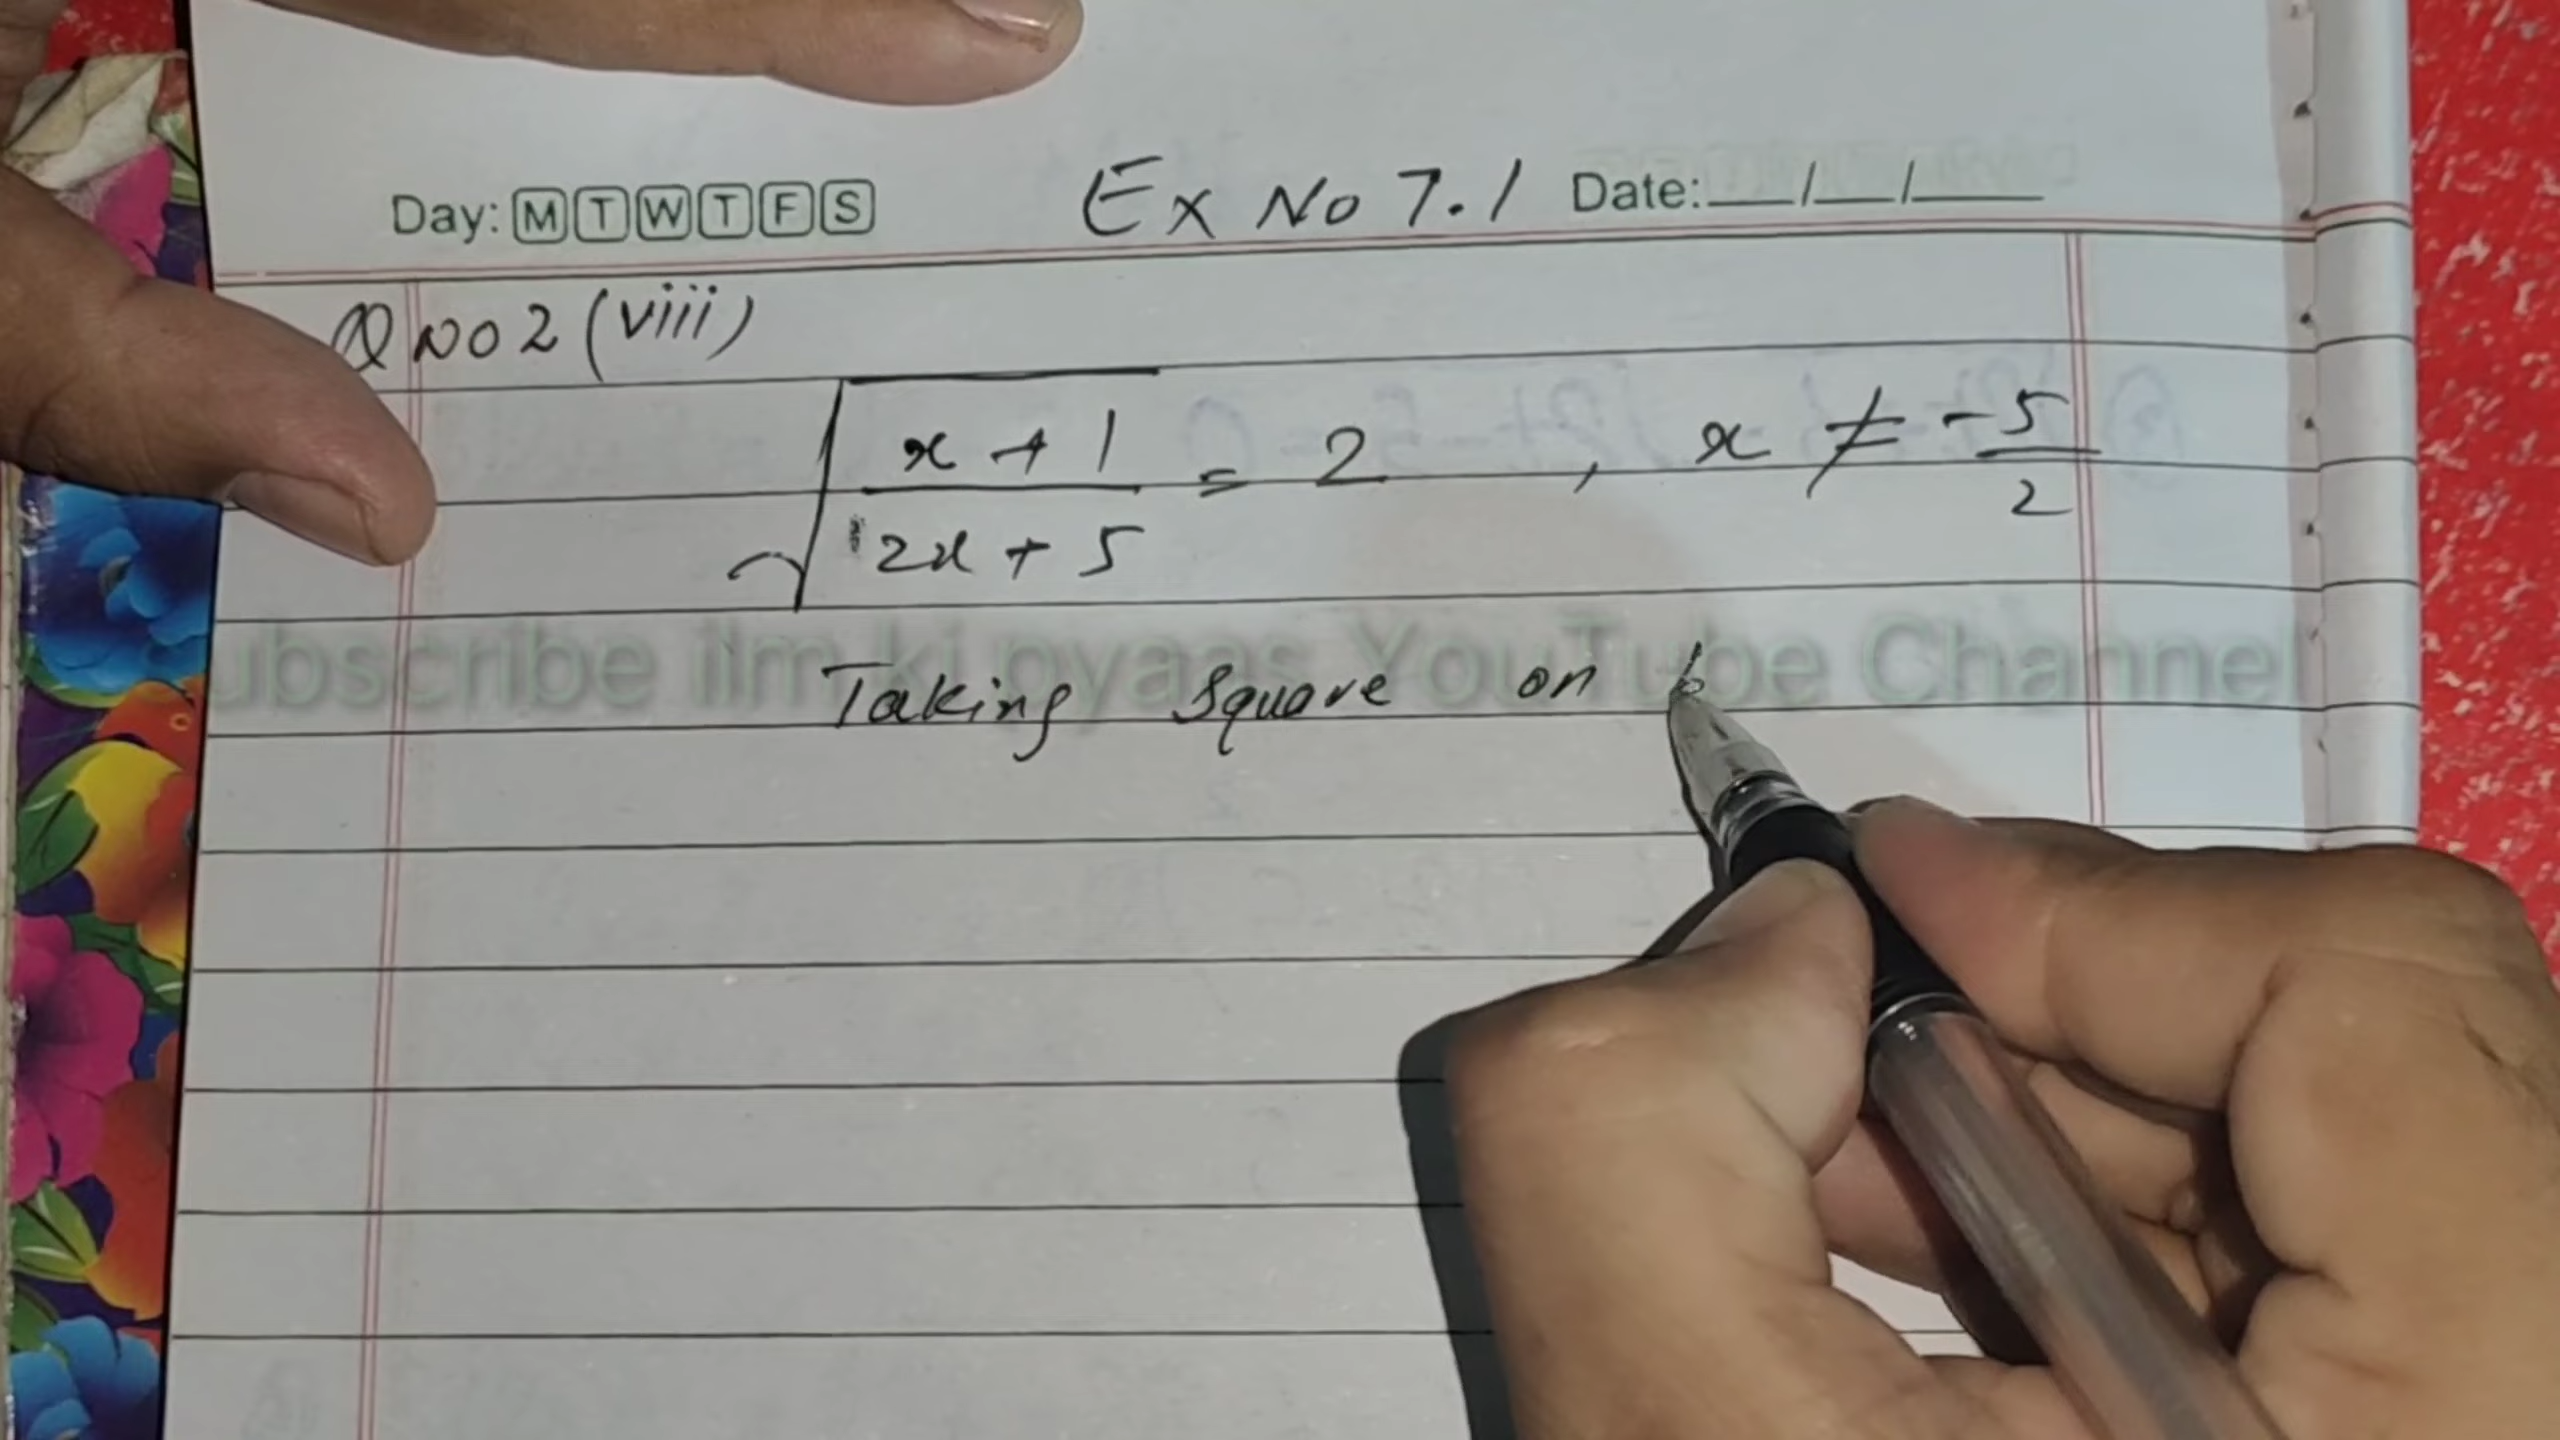 Day: M T W T F S Ex No 7.1 Date: __/__/____
Q No 2 (viii)
√((x + 1)/(2x + 5)) = 2 , x ≠ -5/2
ubscribe ilm ki pyaas YouTube Channel
Taking square on b